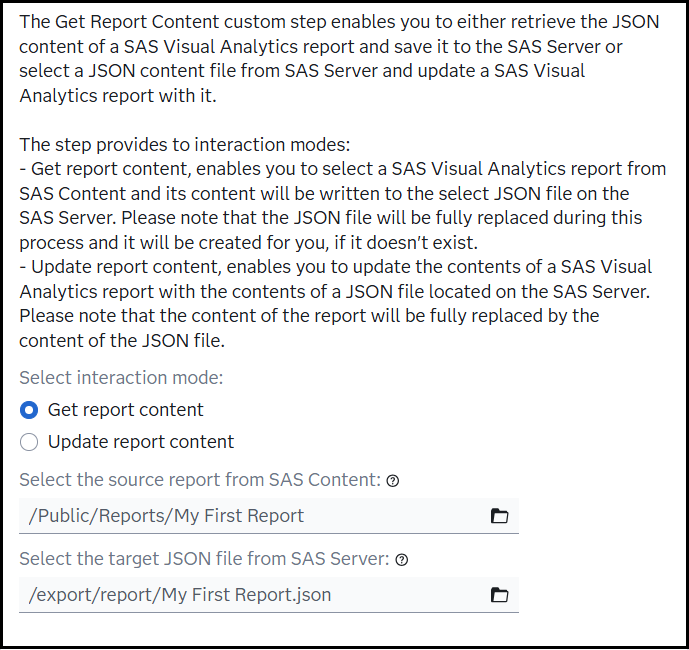 The Get Report Content custom step enables you to either retrieve the JSON
content of a SAS Visual Analytics report and save it to the SAS Server or
select a JSON content file from SAS Server and update a SAS Visual
Analytics report with it.
The step provides to interaction modes:
- Get report content, enables you to select a SAS Visual Analytics report from
SAS Content and its content will be written to the select JSON file on the
SAS Server. Please note that the JSON file will be fully replaced during this
process and it will be created for you, if it doesn’t exist.
- Update report content, enables you to update the contents of a SAS Visual
Analytics report with the contents of a JSON file located on the SAS Server.
Please note that the content of the report will be fully replaced by the
content of the JSON file.
Select interaction mode:
Get report content
Update report content
Select the source report from SAS Content: ?
/Public/Reports/My First Report
Select the target JSON file from SAS Server: ?
/export/report/My First Report.json